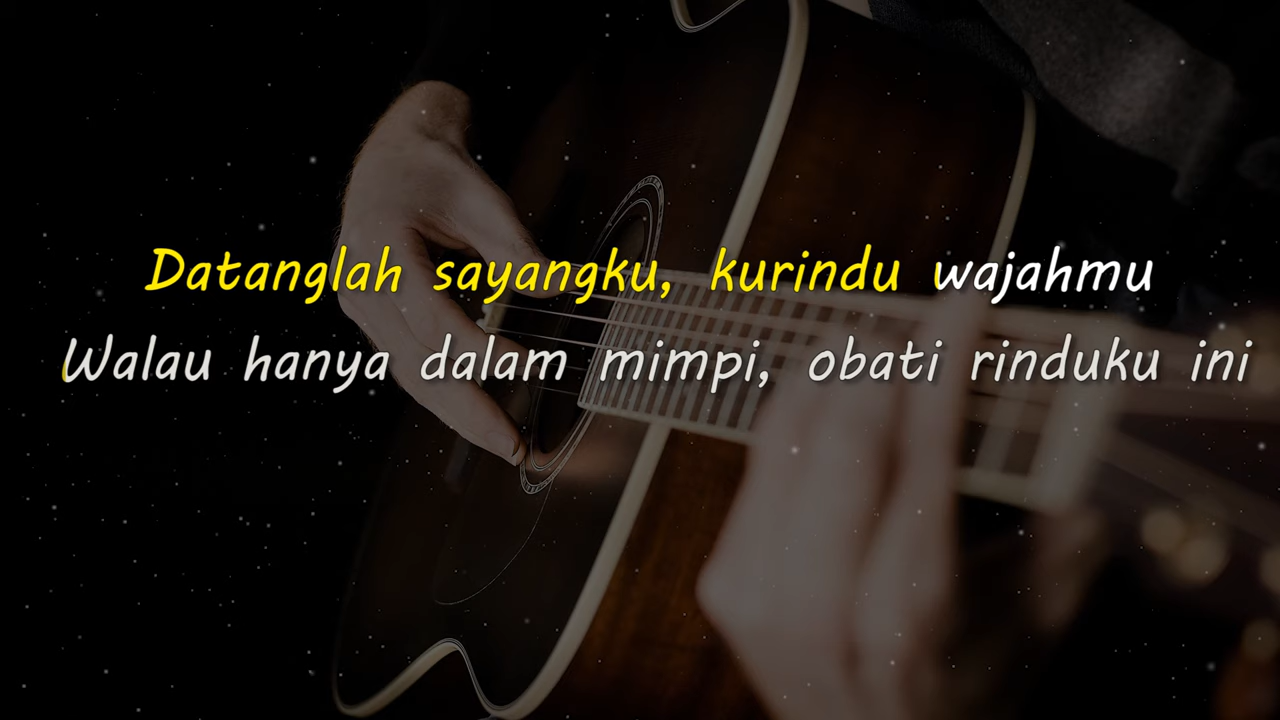 Datanglah sayangku, kurindu wajahmu
Walau hanya dalam mimpi, obati rinduku ini